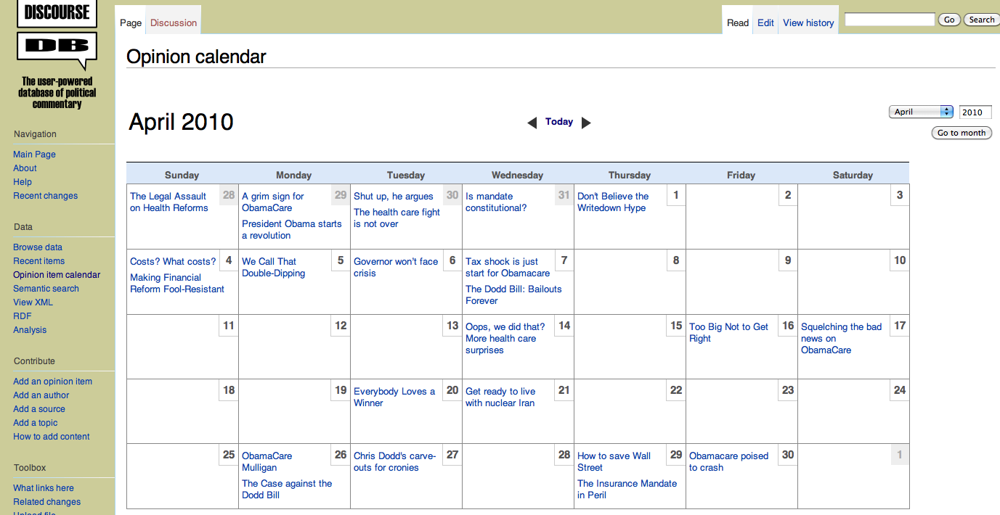 DISCOURSE
DB
The user-powered
database of political
commentary
Navigation
Main Page
About
Help
Recent changes
Data
Browse data
Recent items
Opinion item calendar
Semantic search
View XML
RDF
Analysis
Contribute
Add an opinion item
Add an author
Add a source
Add a topic
How to add content
Toolbox
What links here
Related changes
Upload file
Page Discussion Read Edit View history Go Search
Opinion calendar
April 2010
Today
April 2010
Go to month
Sunday Monday Tuesday Wednesday Thursday Friday Saturday
28
The Legal Assault
on Health Reforms
29
A grim sign for
ObamaCare
President Obama starts
a revolution
30
Shut up, he argues
The health care fight
is not over
31
Is mandate
constitutional?
1
Don't Believe the
Writedown Hype
2
3
4
Costs? What costs?
Making Financial
Reform Fool-Resistant
5
We Call That
Double-Dipping
6
Governor won't face
crisis
7
Tax shock is just
start for Obamacare
The Dodd Bill: Bailouts
Forever
8
9
10
11
12
13
14
Oops, we did that?
More health care
surprises
15
16
Too Big Not to Get
Right
17
Squelching the bad
news on
ObamaCare
18
19
20
Everybody Loves a
Winner
21
Get ready to live
with nuclear Iran
22
23
24
25
26
ObamaCare
Mulligan
The Case against the
Dodd Bill
27
Chris Dodd's carve-
outs for cronies
28
29
How to save Wall
Street
The Insurance Mandate
in Peril
30
Obamacare poised
to crash
1